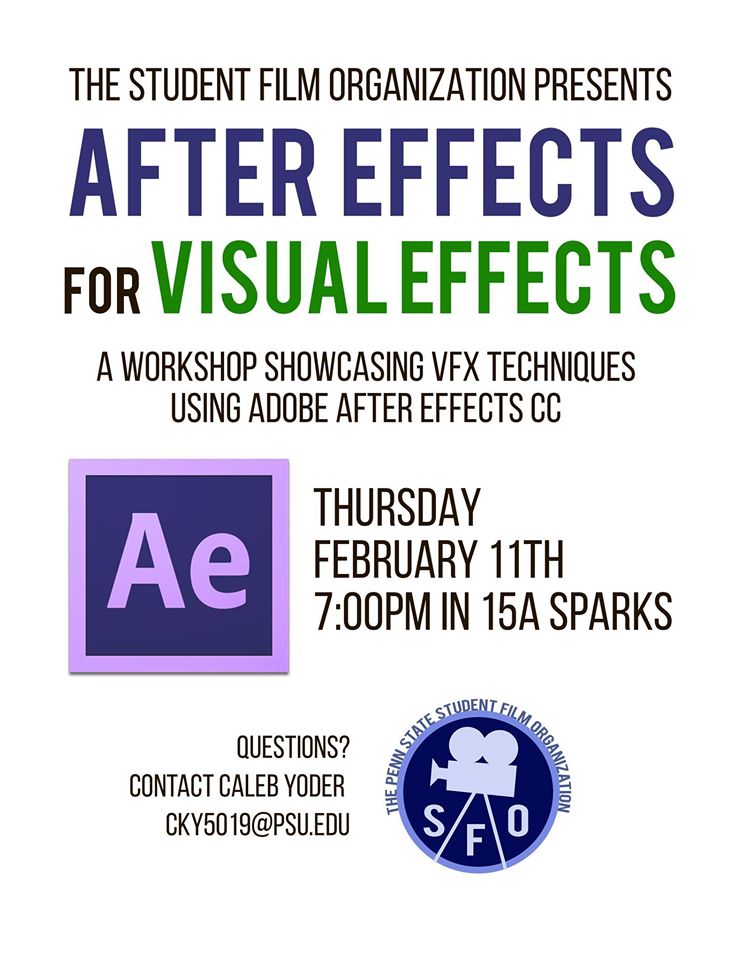 THE STUDENT FILM ORGANIZATION PRESENTS
AFTER EFFECTS
FOR VISUAL EFFECTS
A WORKSHOP SHOWCASING VFX TECHNIQUES
USING ADOBE AFTER EFFECTS CC
Ae
THURSDAY
FEBRUARY 11TH
7:00PM IN 15A SPARKS
QUESTIONS?
CONTACT CALEB YODER
CKY5019@PSU.EDU
THE PENN STATE STUDENT FILM ORGANIZATION
SFO